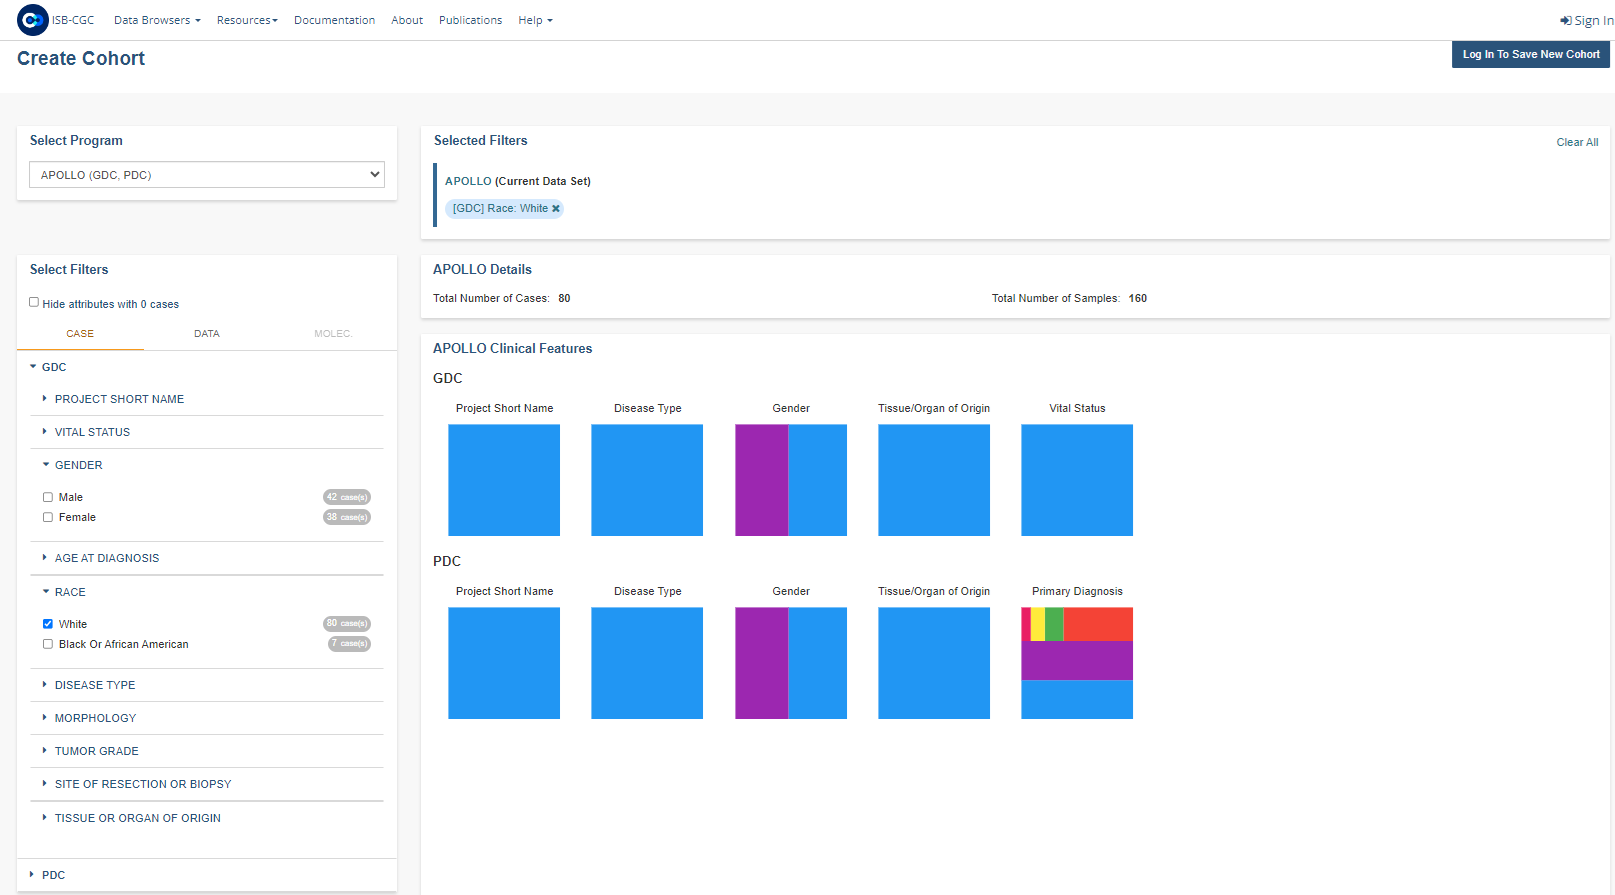 ISB-CGC Data Browsers Resources Documentation About Publications Help Sign In
Create Cohort
Log In To Save New Cohort
Select Program
APOLLO (GDC, PDC)
Selected Filters
Clear All
APOLLO (Current Data Set)
[GDC] Race: White
Select Filters
Hide attributes with 0 cases
CASE DATA MOLEC.
GDC
PROJECT SHORT NAME
VITAL STATUS
GENDER
Male 42 case(s)
Female 38 case(s)
AGE AT DIAGNOSIS
RACE
White 80 case(s)
Black Or African American 7 case(s)
DISEASE TYPE
MORPHOLOGY
TUMOR GRADE
SITE OF RESECTION OR BIOPSY
TISSUE OR ORGAN OF ORIGIN
PDC
APOLLO Details
Total Number of Cases: 80 Total Number of Samples: 160
APOLLO Clinical Features
GDC
Project Short Name Disease Type Gender Tissue/Organ of Origin Vital Status
PDC
Project Short Name Disease Type Gender Tissue/Organ of Origin Primary Diagnosis